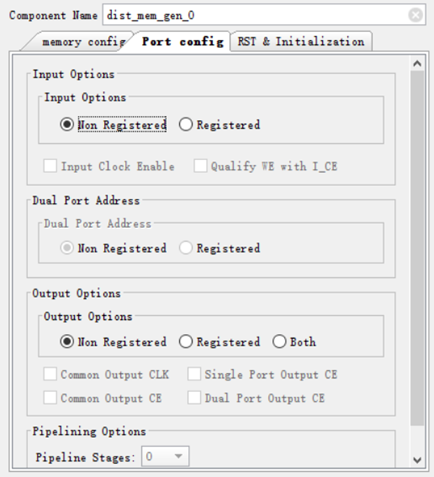 Component Name dist_mem_gen_0
memory config Port config RST & Initialization
Input Options
Input Options
Non Registered Registered
Input Clock Enable Qualify WE with I_CE
Dual Port Address
Dual Port Address
Non Registered Registered
Output Options
Output Options
Non Registered Registered Both
Common Output CLK Single Port Output CE
Common Output CE Dual Port Output CE
Pipelining Options
Pipeline Stages: 0